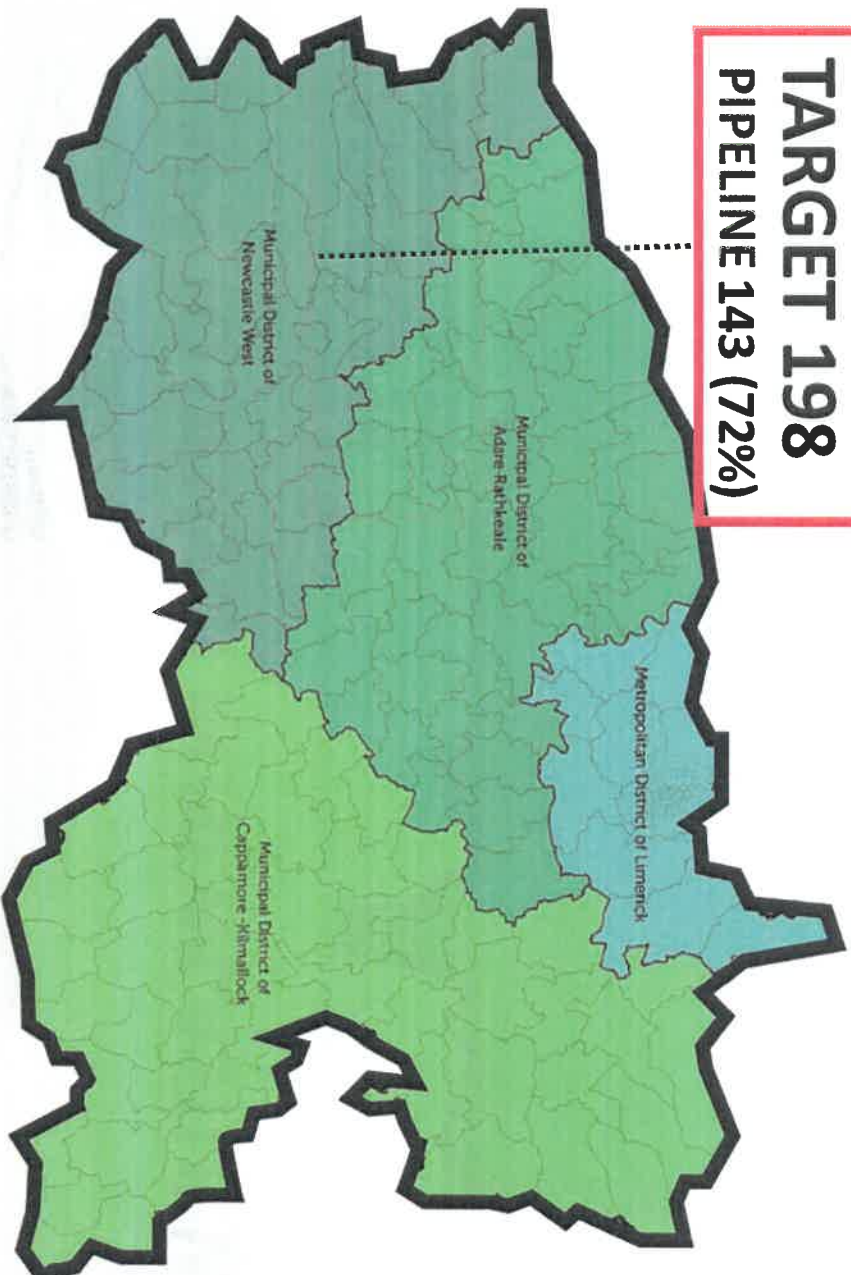 TARGET 198
PIPELINE 143 (72%)
Metropolitan District of Limerick
Municipal District of
Adare-Rathkeale
Municipal District of
Newcastle West
Municipal District of
Cappamore -Kilmallock